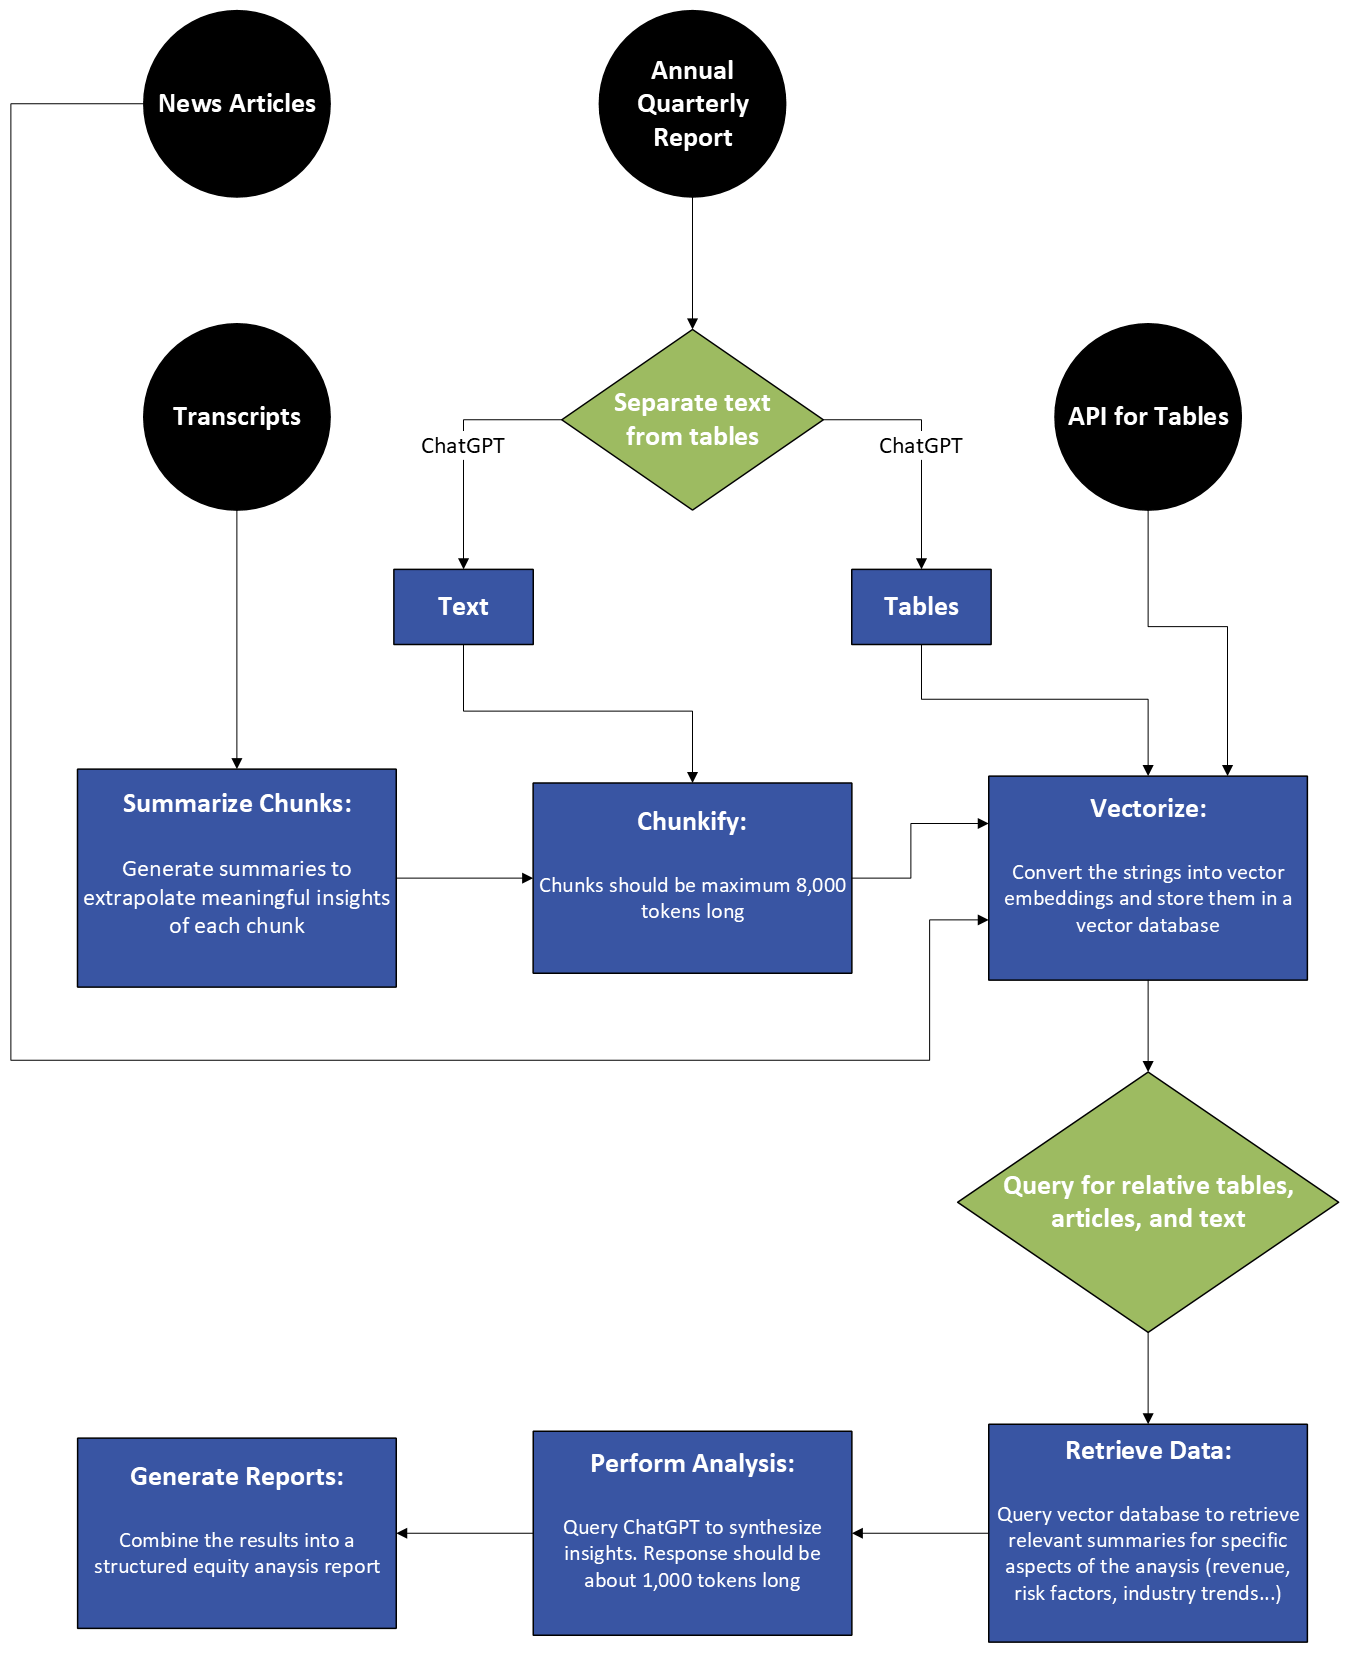 News Articles
Annual
Quarterly
Report
Transcripts
Separate text
from tables
API for Tables
ChatGPT
ChatGPT
Text
Tables
Summarize Chunks:
Generate summaries to
extrapolate meaningful insights
of each chunk
Chunkify:
Chunks should be maximum 8,000
tokens long
Vectorize:
Convert the strings into vector
embeddings and store them in a
vector database
Query for relative tables,
articles, and text
Generate Reports:
Combine the results into a
structured equity anaysis report
Perform Analysis:
Query ChatGPT to synthesize
insights. Response should be
about 1,000 tokens long
Retrieve Data:
Query vector database to retrieve
relevant summaries for specific
aspects of the anaysis (revenue,
risk factors, industry trends...)